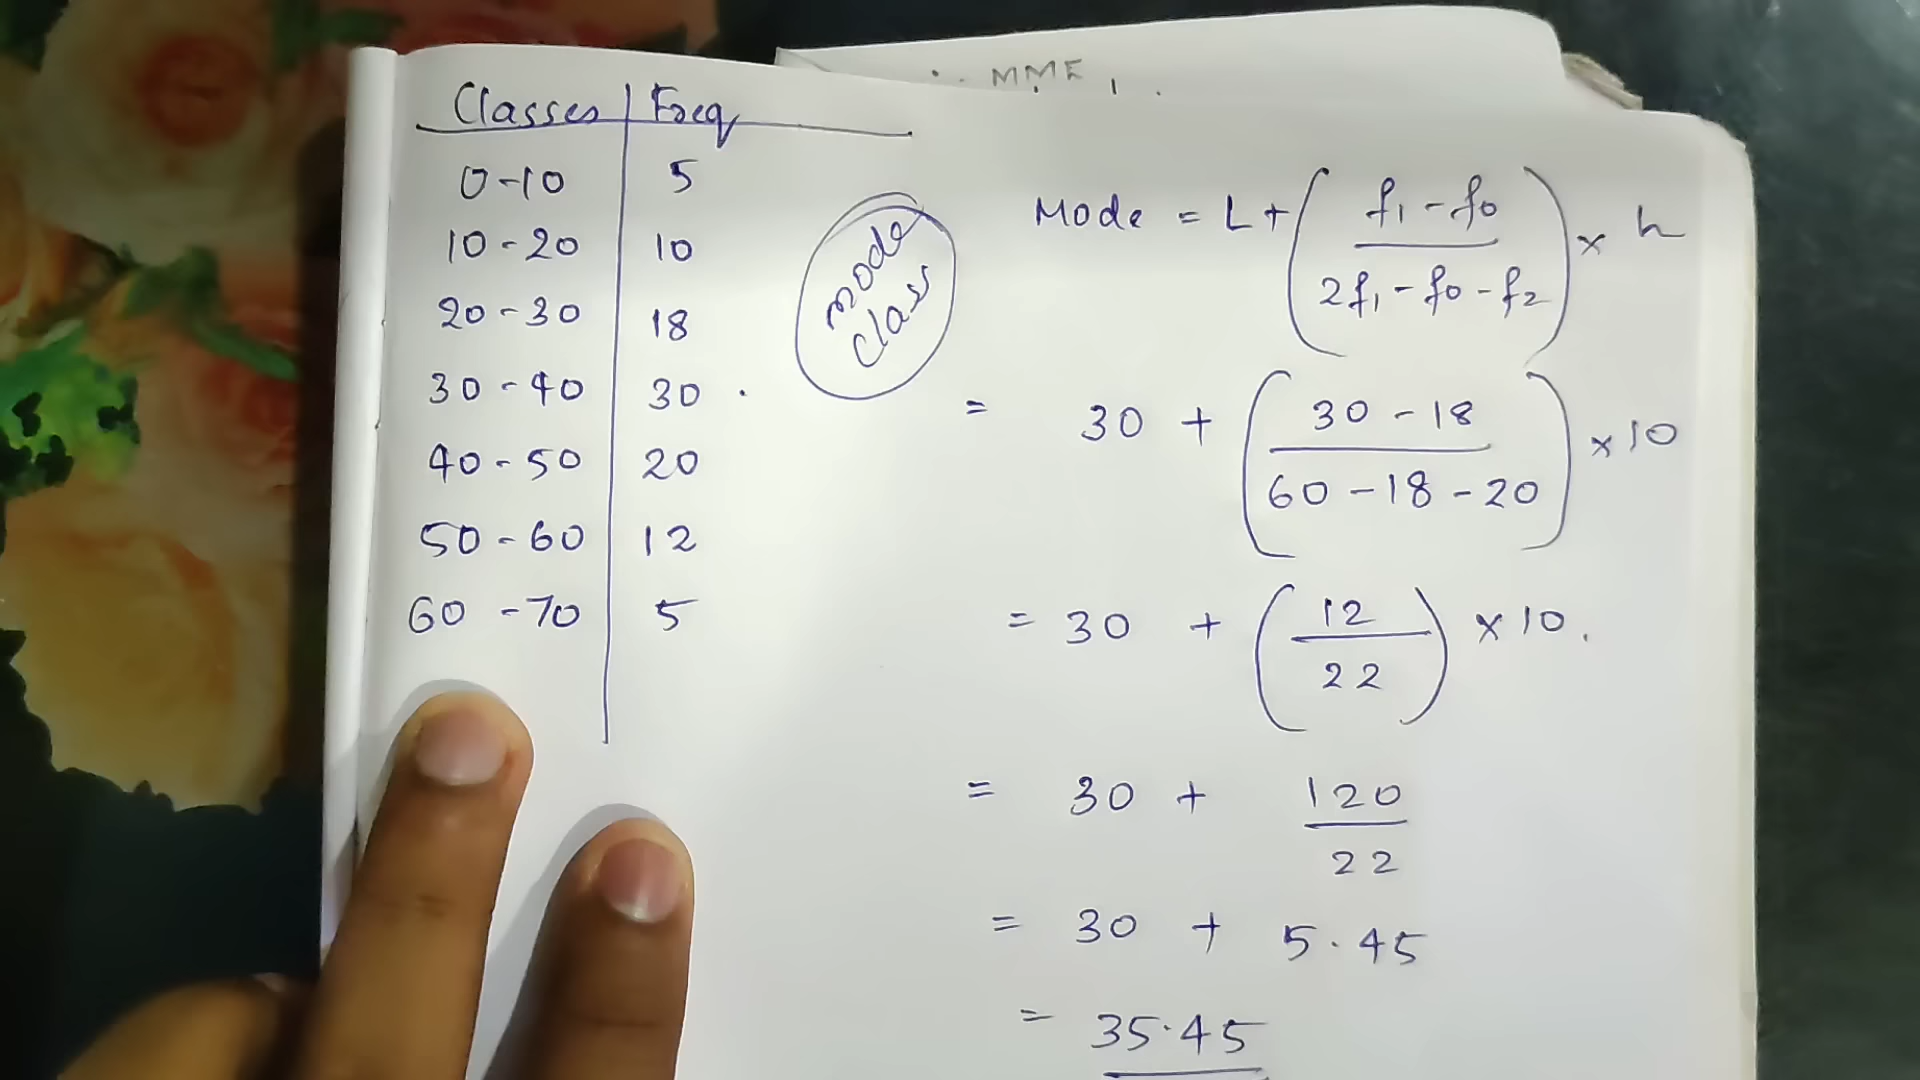 MME
Classes | Freq
0-10 5
10-20 10
20-30 18
30-40 30 .
40-50 20
50-60 12
60-70 5
mode
class
Mode = L + ( f₁ - f₀ / 2f₁ - f₀ - f₂ ) × h
= 30 + ( 30 - 18 / 60 - 18 - 20 ) × 10
= 30 + ( 12 / 22 ) × 10.
= 30 + 120 / 22
= 30 + 5.45
= 35.45